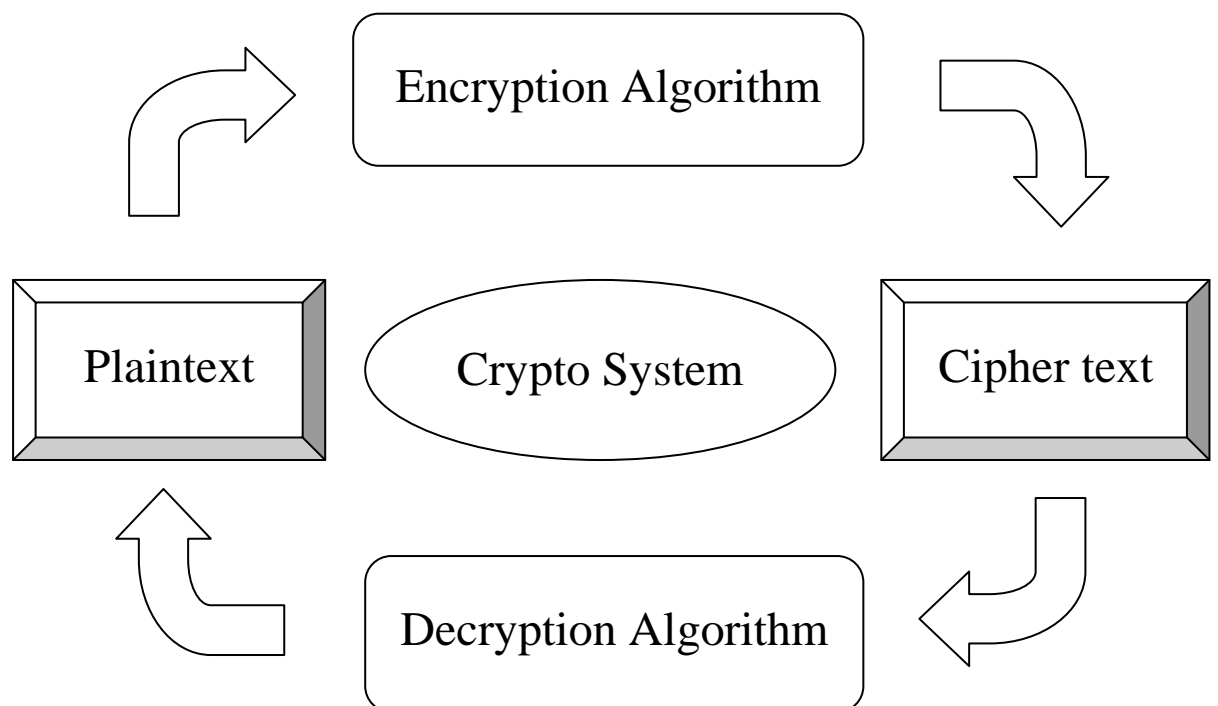 Encryption Algorithm
Plaintext
Crypto System
Cipher text
Decryption Algorithm